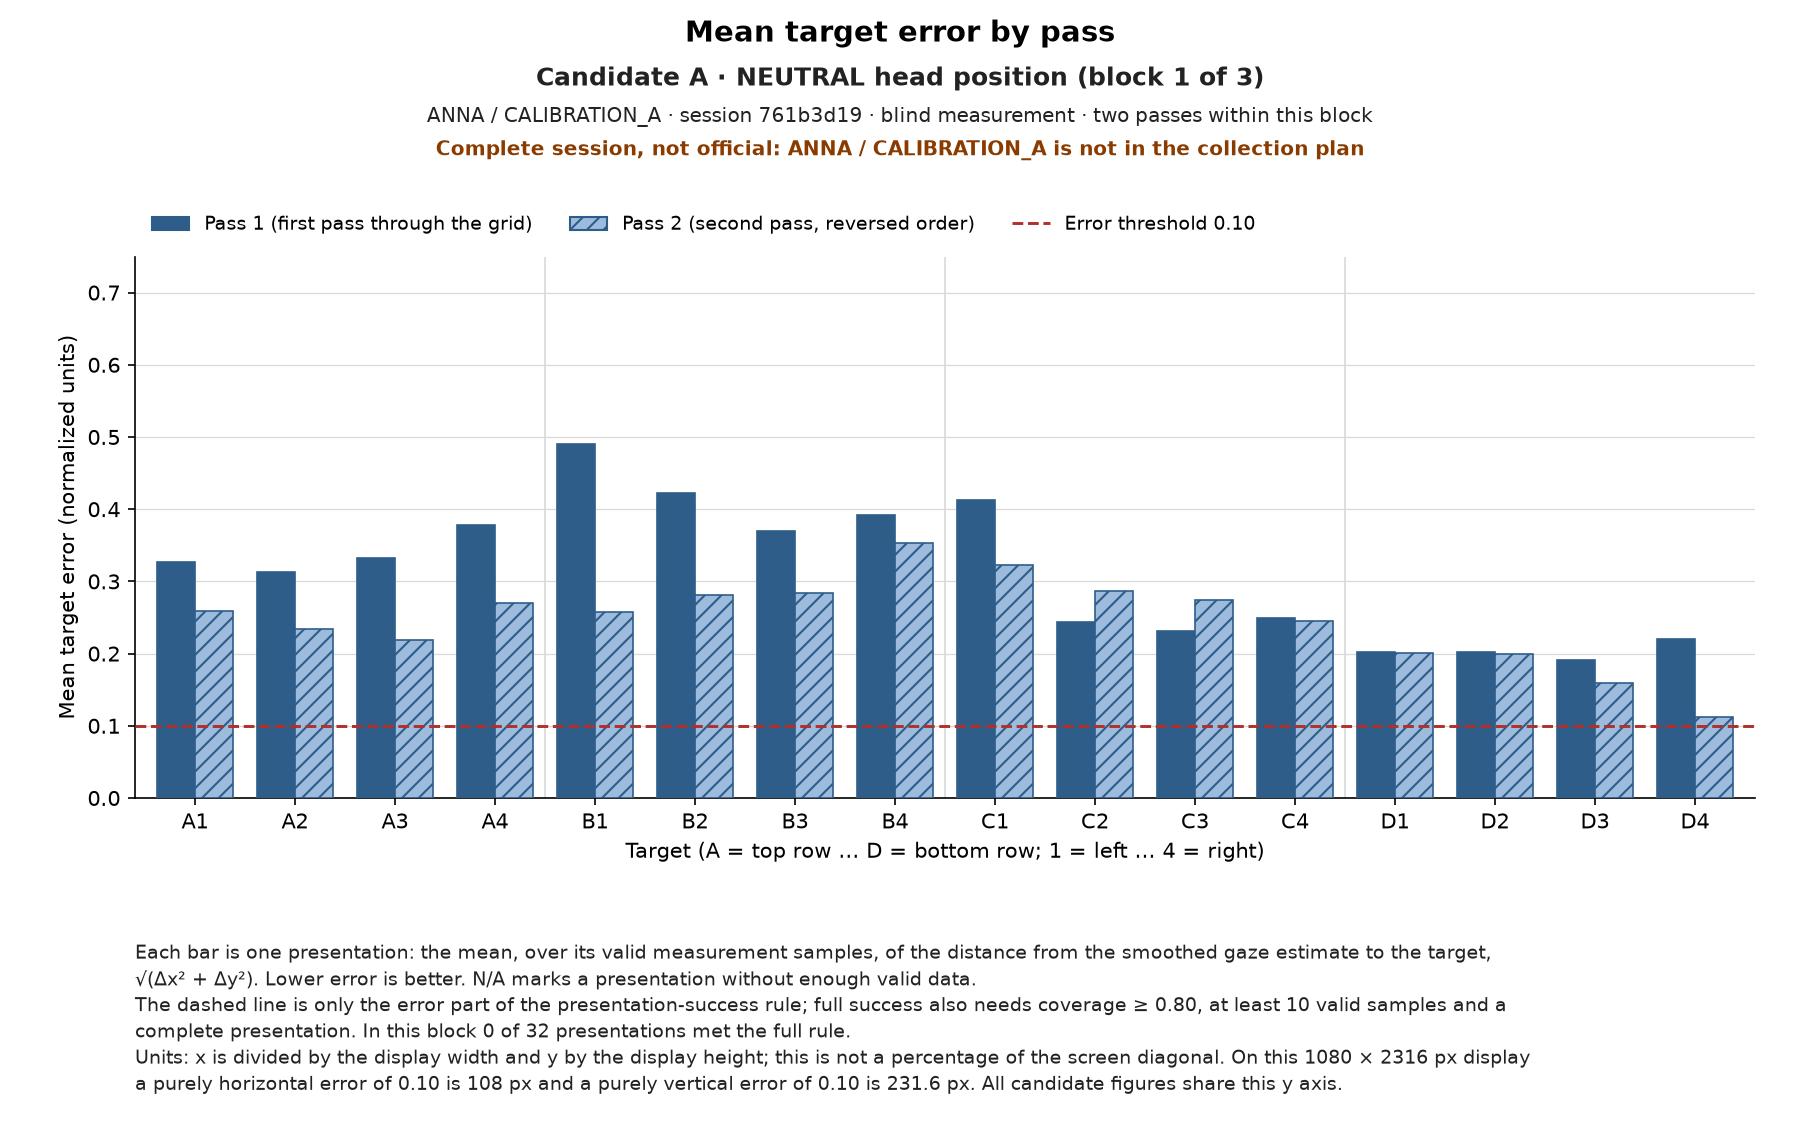 Mean target error by pass
Candidate A · NEUTRAL head position (block 1 of 3)
ANNA / CALIBRATION_A · session 761b3d19 · blind measurement · two passes within this block
Complete session, not official: ANNA / CALIBRATION_A is not in the collection plan
Pass 1 (first pass through the grid)
Pass 2 (second pass, reversed order)
Error threshold 0.10
Mean target error (normalized units)
0.7
0.6
0.5
0.4
0.3
0.2
0.1
0.0
A1 A2 A3 A4 B1 B2 B3 B4 C1 C2 C3 C4 D1 D2 D3 D4
Target (A = top row ... D = bottom row; 1 = left ... 4 = right)
Each bar is one presentation: the mean, over its valid measurement samples, of the distance from the smoothed gaze estimate to the target,
√(Δx² + Δy²). Lower error is better. N/A marks a presentation without enough valid data.
The dashed line is only the error part of the presentation-success rule; full success also needs coverage ≥ 0.80, at least 10 valid samples and a
complete presentation. In this block 0 of 32 presentations met the full rule.
Units: x is divided by the display width and y by the display height; this is not a percentage of the screen diagonal. On this 1080 × 2316 px display
a purely horizontal error of 0.10 is 108 px and a purely vertical error of 0.10 is 231.6 px. All candidate figures share this y axis.